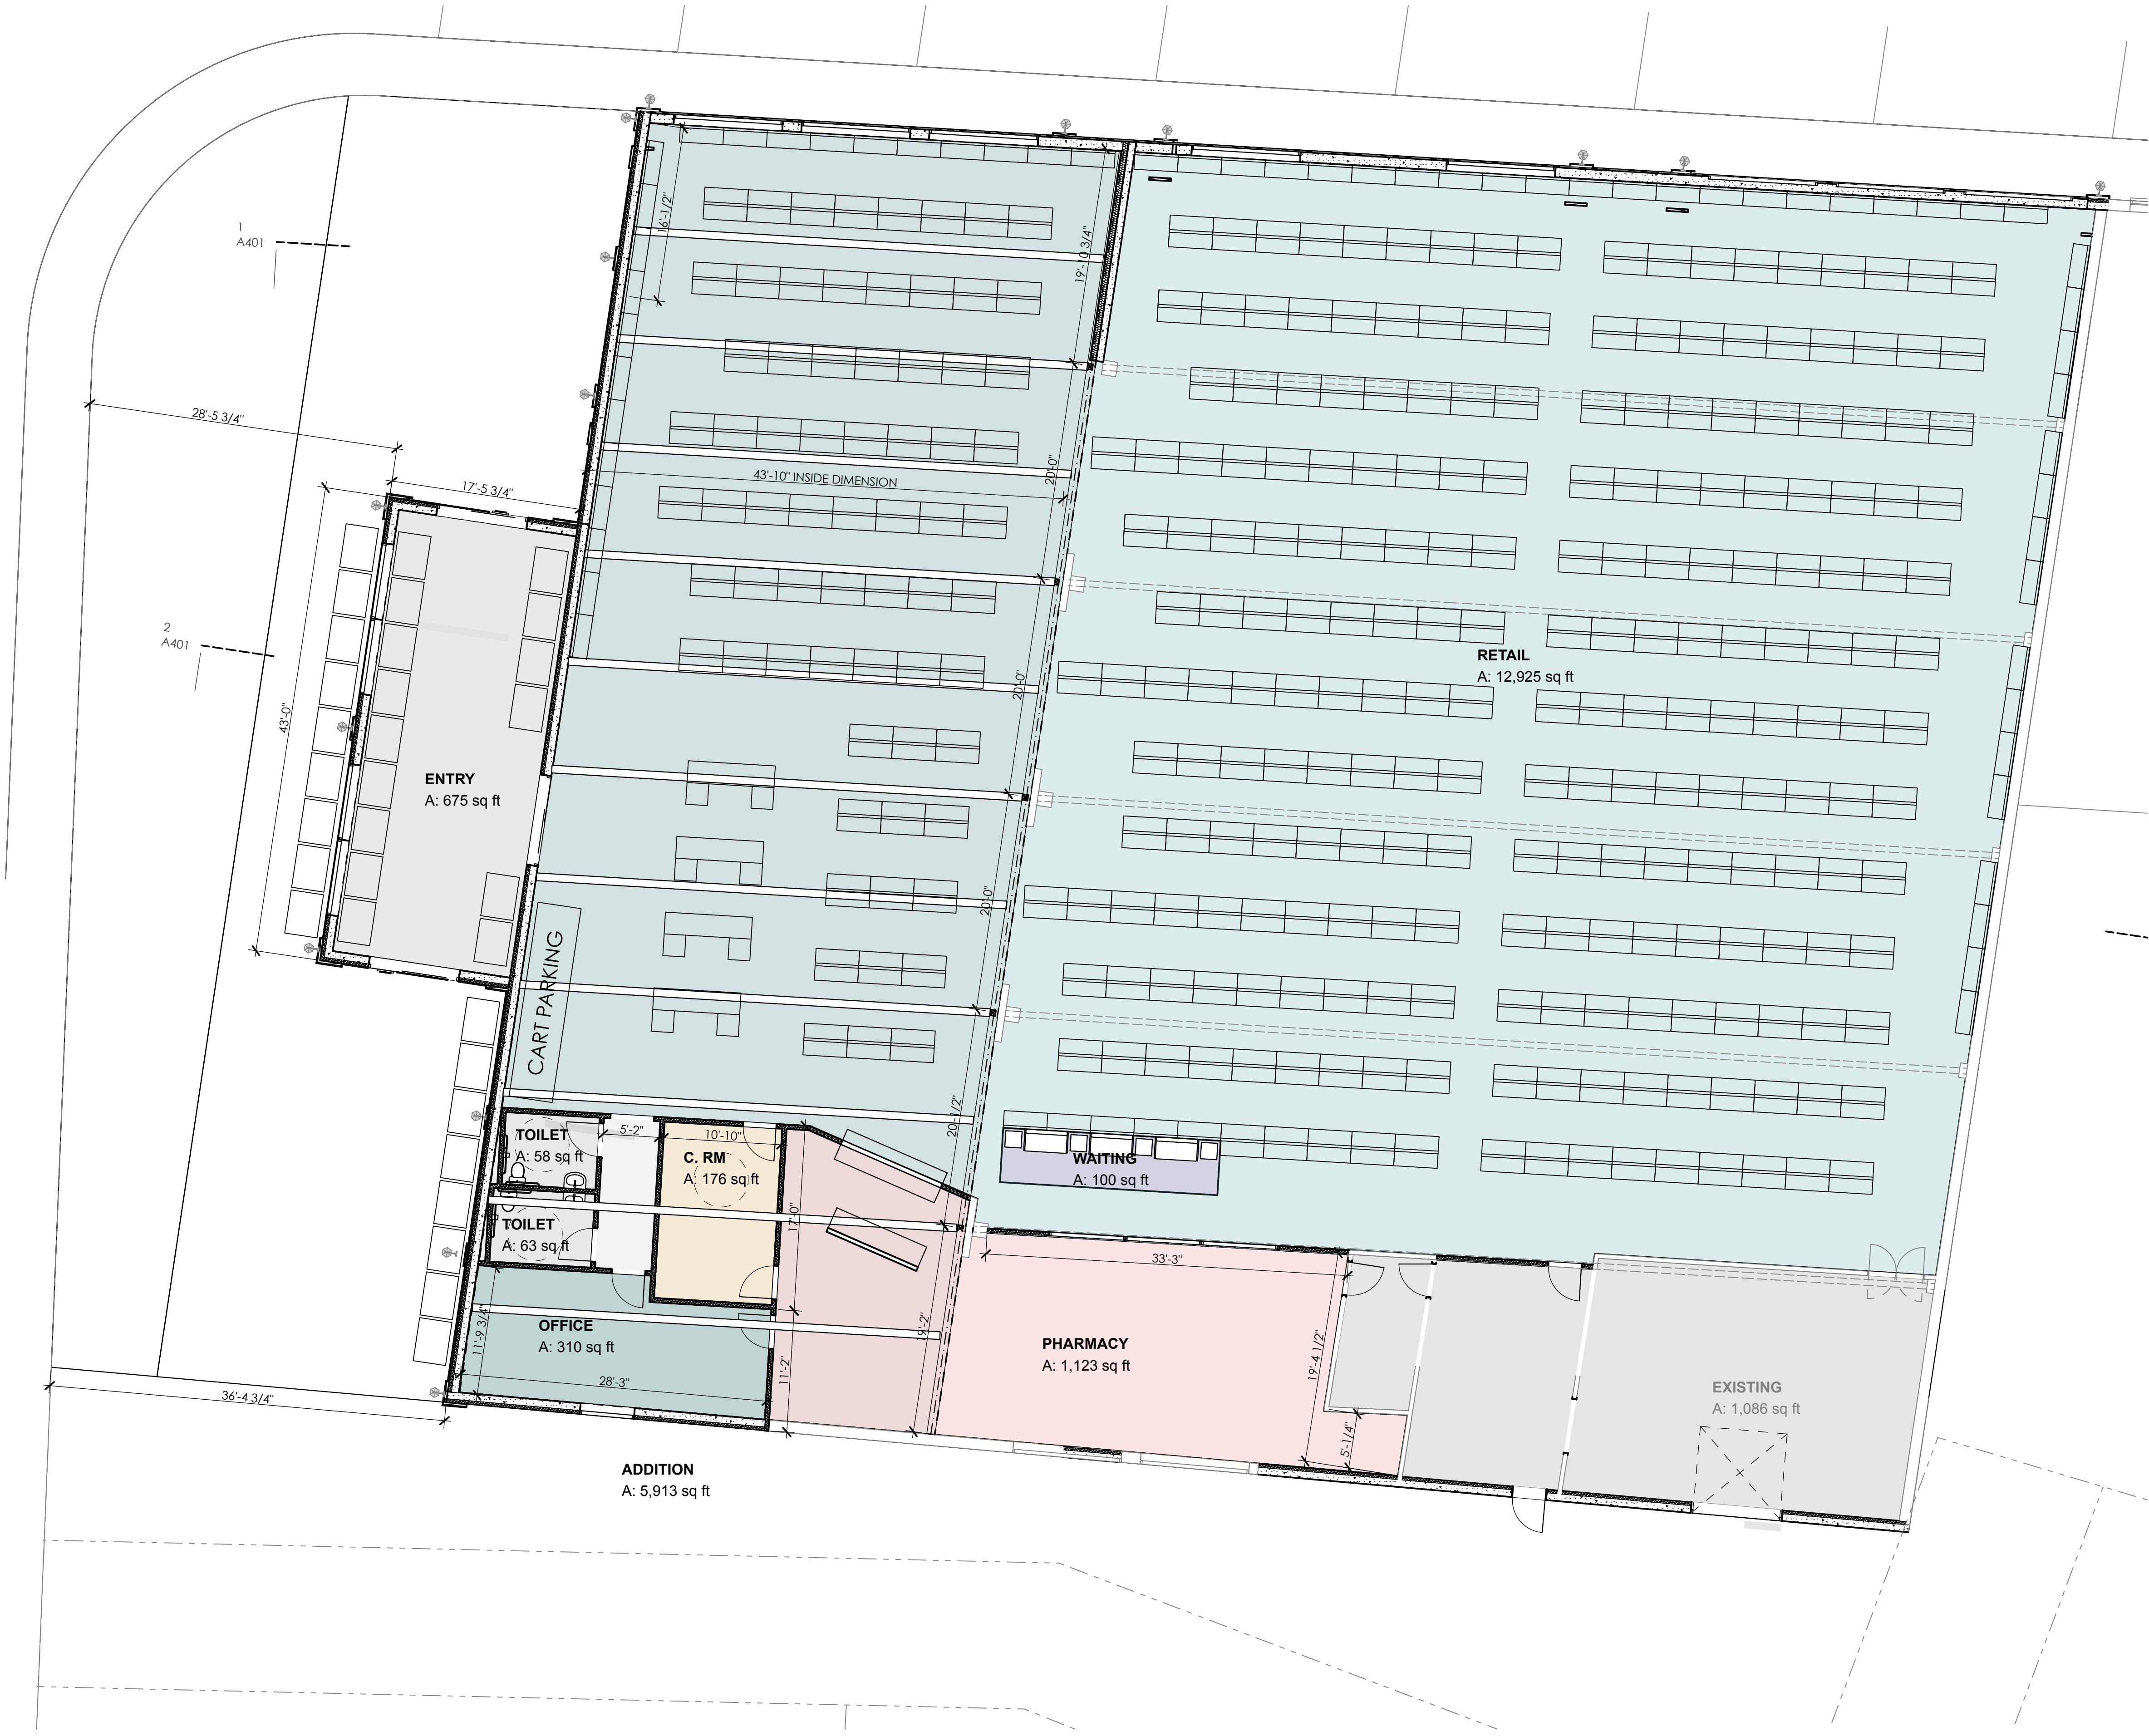 1
A401
16'-1/2"
19'-10 3/4"
28'-5 3/4"
17'-5 3/4"
43'-10" INSIDE DIMENSION
20'-0"
2
A401
RETAIL
A: 12,925 sq ft
43'-0"
20'-0"
ENTRY
A: 675 sq ft
20'-0"
CART PARKING
20'-1/2"
TOILET
A: 58 sq ft
5'-2"
10'-10"
C. RM
A: 176 sq ft
WAITING
A: 100 sq ft
TOILET
A: 63 sq ft
17'-0"
33'-3"
OFFICE
A: 310 sq ft
11'-9 3/4"
19'-2"
PHARMACY
A: 1,123 sq ft
19'-4 1/2"
11'-2"
28'-3"
36'-4 3/4"
EXISTING
A: 1,086 sq ft
5'-1/4"
ADDITION
A: 5,913 sq ft